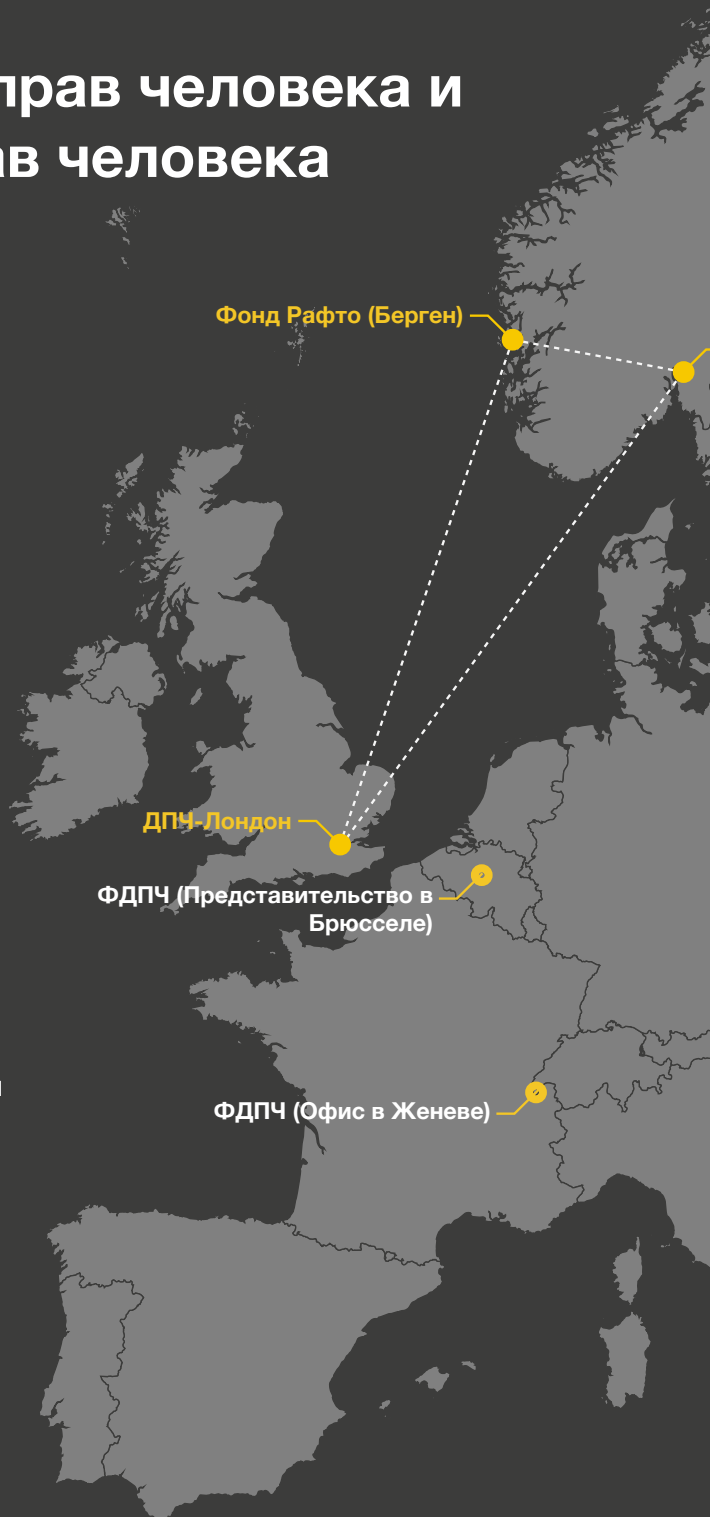 прав человека и
ав человека
Фонд Рафто (Берген)
ДПЧ-Лондон
ФДПЧ (Представительство в
Брюсселе)
ФДПЧ (Офис в Женеве)